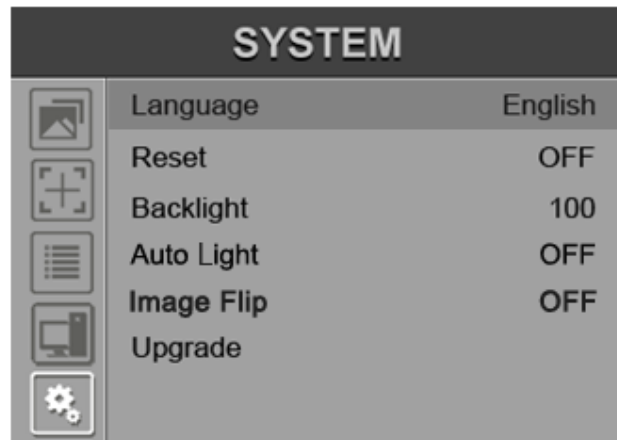 SYSTEM
Language English
Reset OFF
Backlight 100
Auto Light OFF
Image Flip OFF
Upgrade